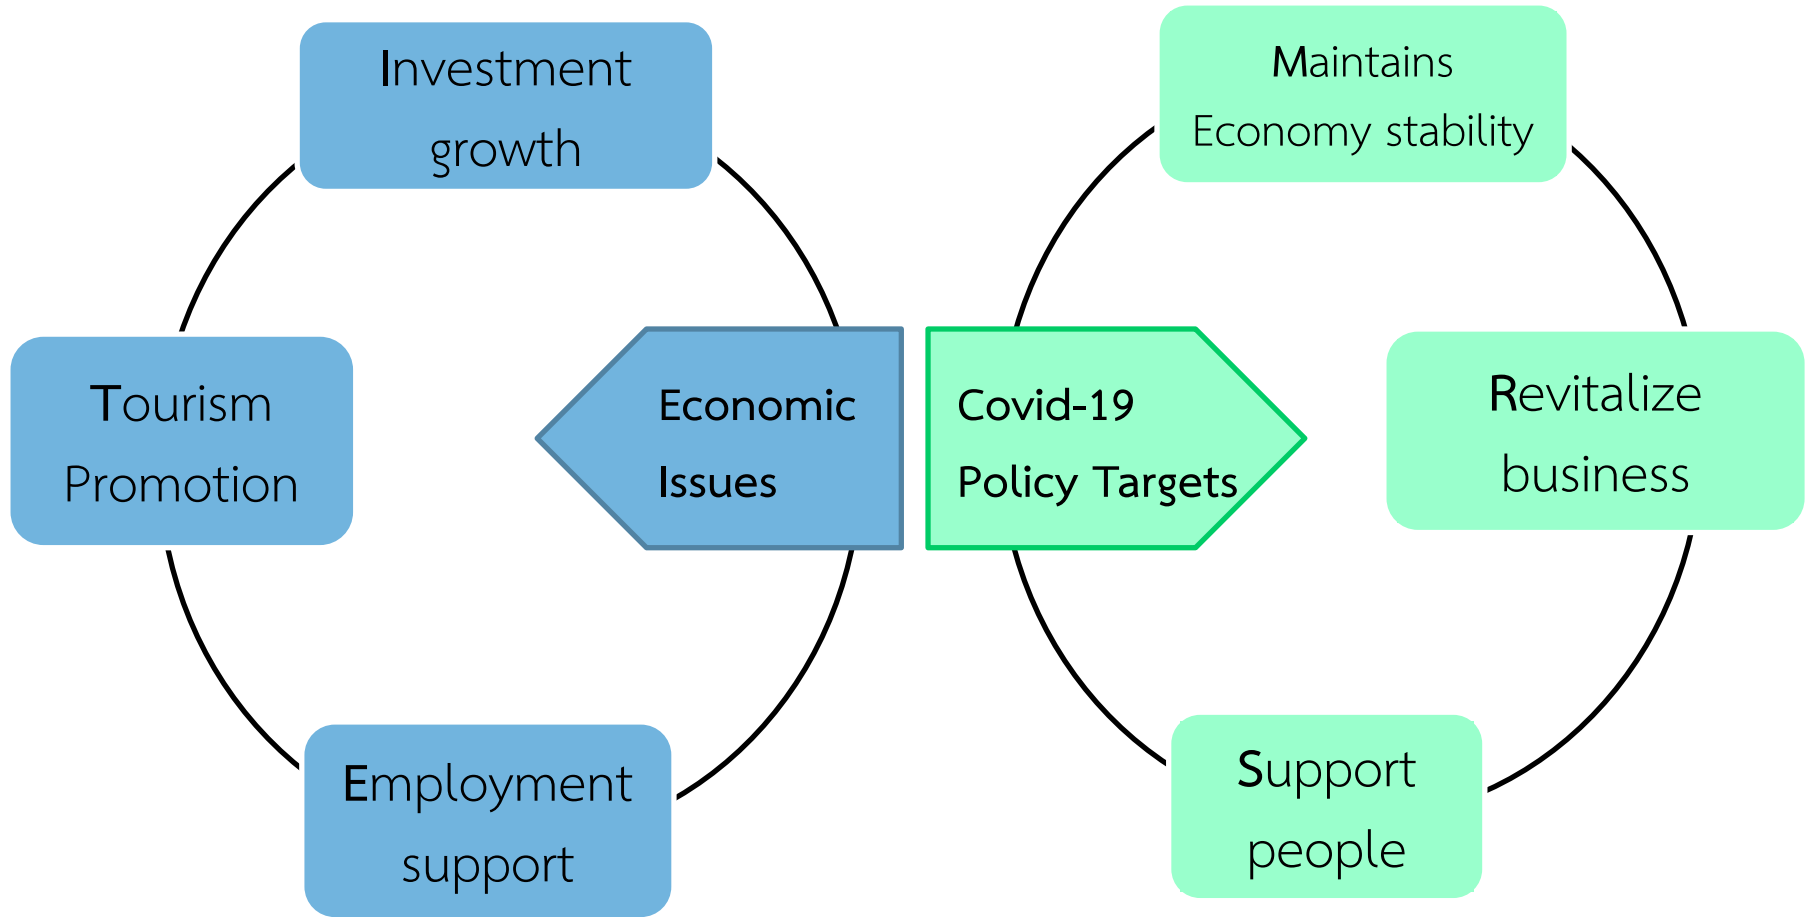 Investment
growth
Tourism
Promotion
Economic
Issues
Employment
support
Maintains
Economy stability
Covid-19
Policy Targets
Revitalize
business
Support
people